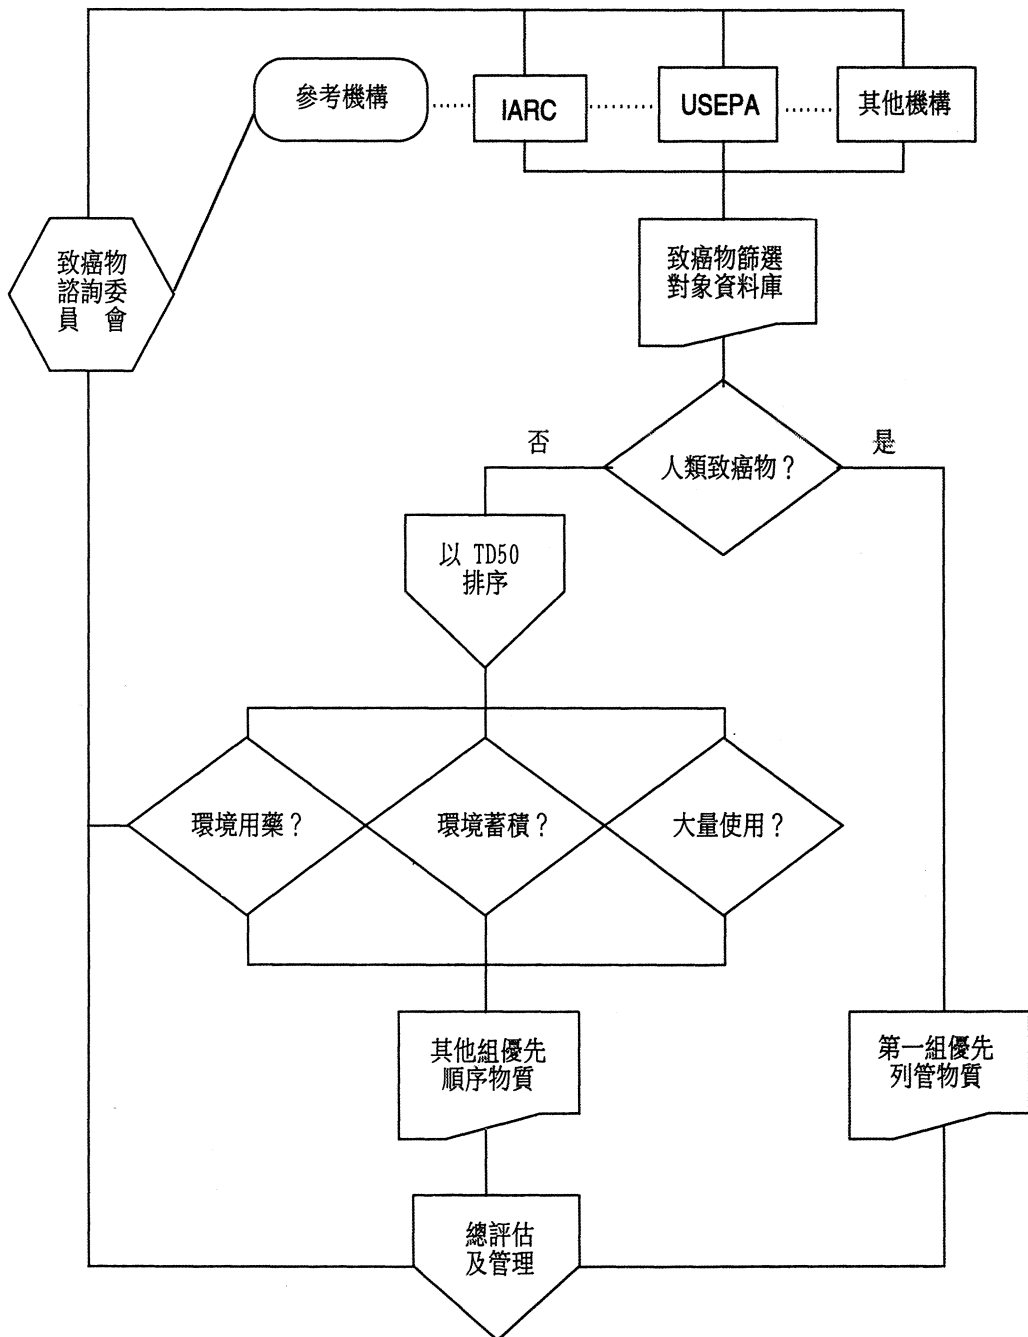 參考機構
IARC
USEPA
其他機構
致癌物
諮詢委
員 會
致癌物篩選
對象資料庫
否
人類致癌物？
是
以 TD50
排序
環境用藥？
環境蓄積？
大量使用？
其他組優先
順序物質
第一組優先
列管物質
總評估
及管理